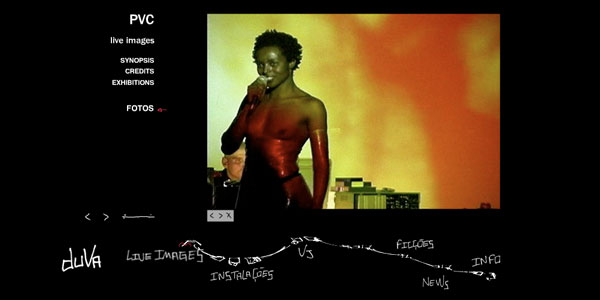 PVC
live images
SYNOPSIS
CREDITS
EXHIBITIONS
FOTOS
< >
< > X
duVA
LIVE IMAGES
INSTALAÇÕES
VJ
FICÇÕES
NEWS
INFO